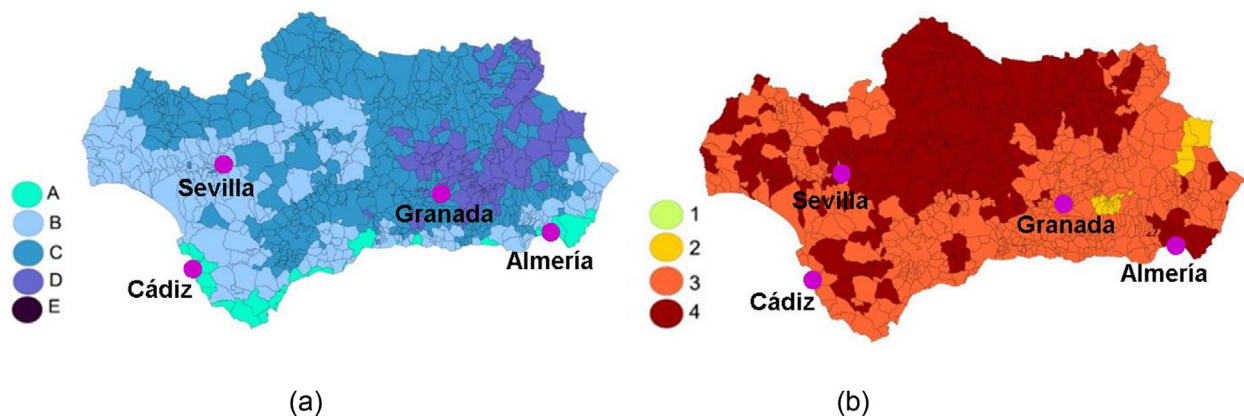 A
B
C
D
E
Sevilla
Granada
Almería
Cádiz
(a)
1
2
3
4
Sevilla
Granada
Almería
Cádiz
(b)